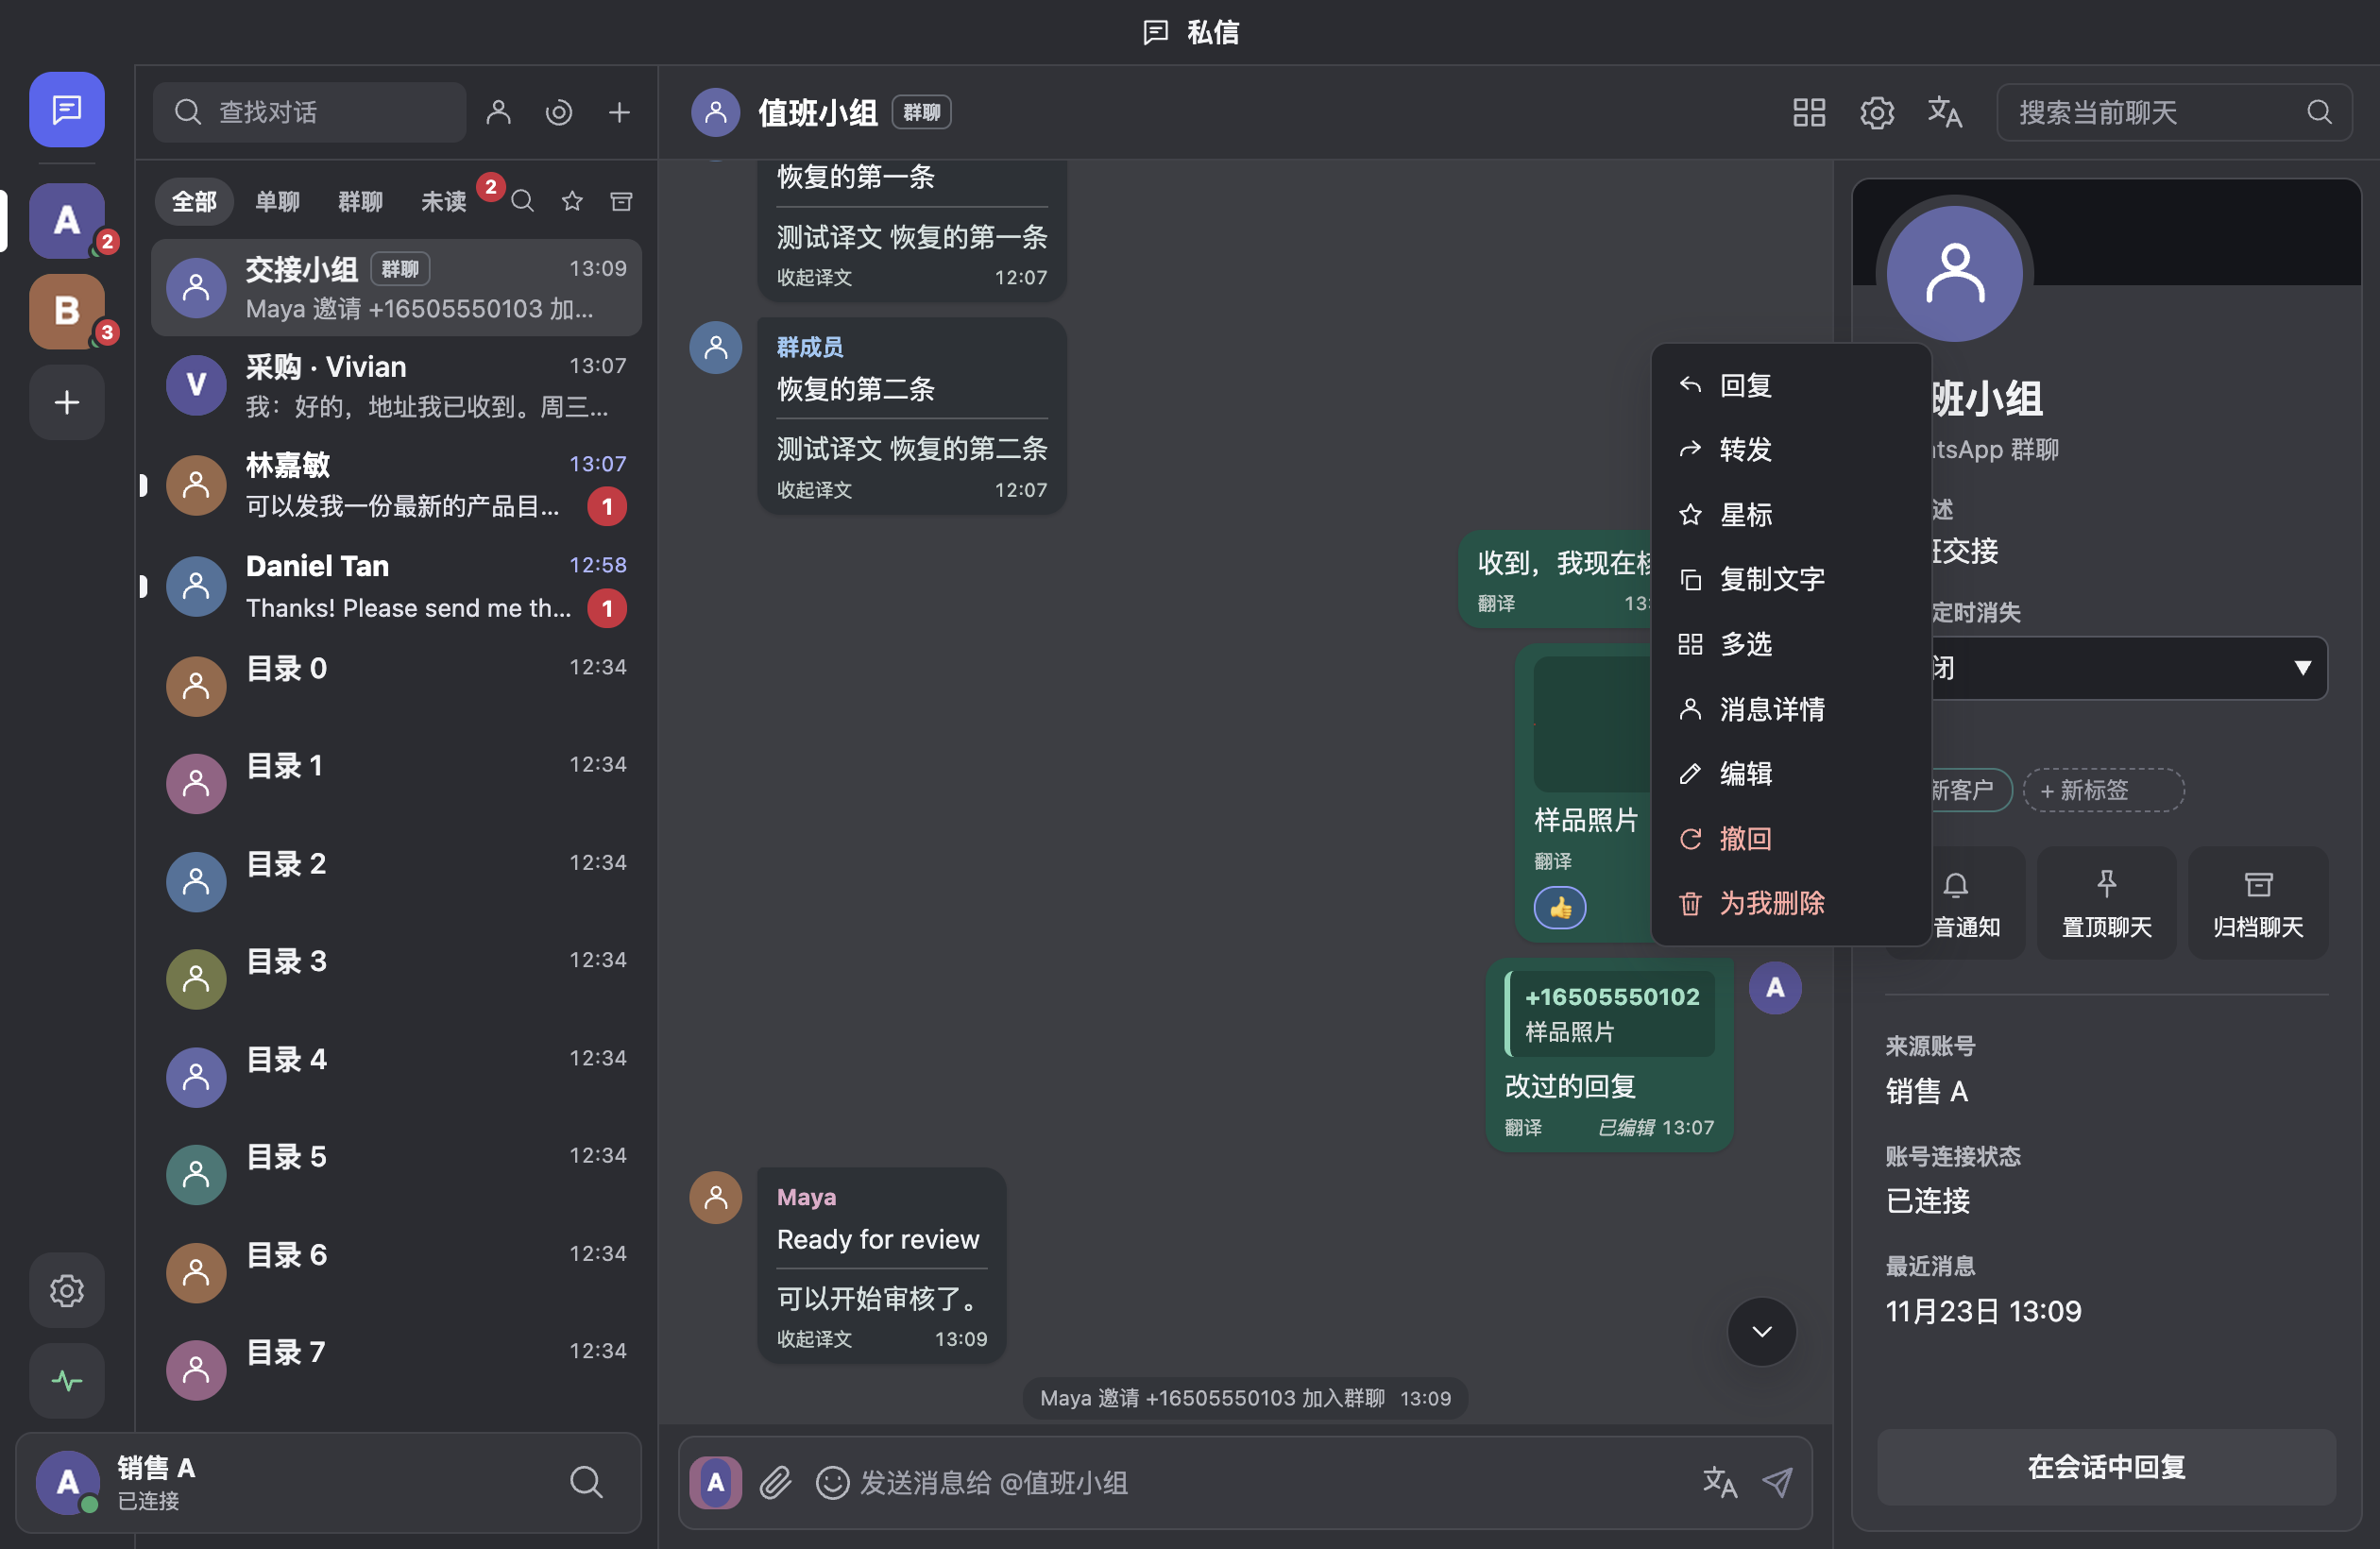 私信
查找对话
A
2
B
3
全部
单聊
群聊
未读
2
交接小组
群聊
13:09
Maya 邀请 +16505550103 加...
V
采购 · Vivian
13:07
我：好的，地址我已收到。周三...
林嘉敏
13:07
可以发我一份最新的产品目...
1
Daniel Tan
12:58
Thanks! Please send me th...
1
目录 0
12:34
目录 1
12:34
目录 2
12:34
目录 3
12:34
目录 4
12:34
目录 5
12:34
目录 6
12:34
目录 7
12:34
A
销售 A
已连接
值班小组
群聊
搜索当前聊天
恢复的第一条
测试译文 恢复的第一条
收起译文
12:07
群成员
恢复的第二条
测试译文 恢复的第二条
收起译文
12:07
收到，我现在
翻译
13:
样品照片
翻译
+16505550102
样品照片
改过的回复
翻译
已编辑 13:07
A
Maya
Ready for review
可以开始审核了。
收起译文
13:09
Maya 邀请 +16505550103 加入群聊 13:09
A
发送消息给 @值班小组
回复
转发
星标
复制文字
多选
消息详情
编辑
撤回
为我删除
班小组
tsApp 群聊
述
交接
定时消失
闭
新客户
+ 新标签
音通知
置顶聊天
归档聊天
来源账号
销售 A
账号连接状态
已连接
最近消息
11月23日 13:09
在会话中回复